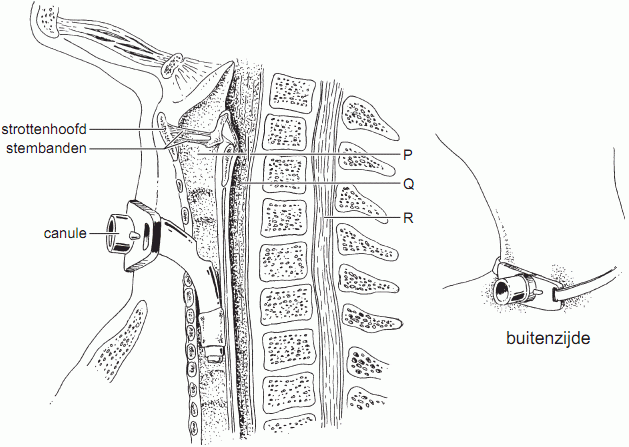 strottenhoofd
stembanden
P
Q
canule
R
buitenzijde